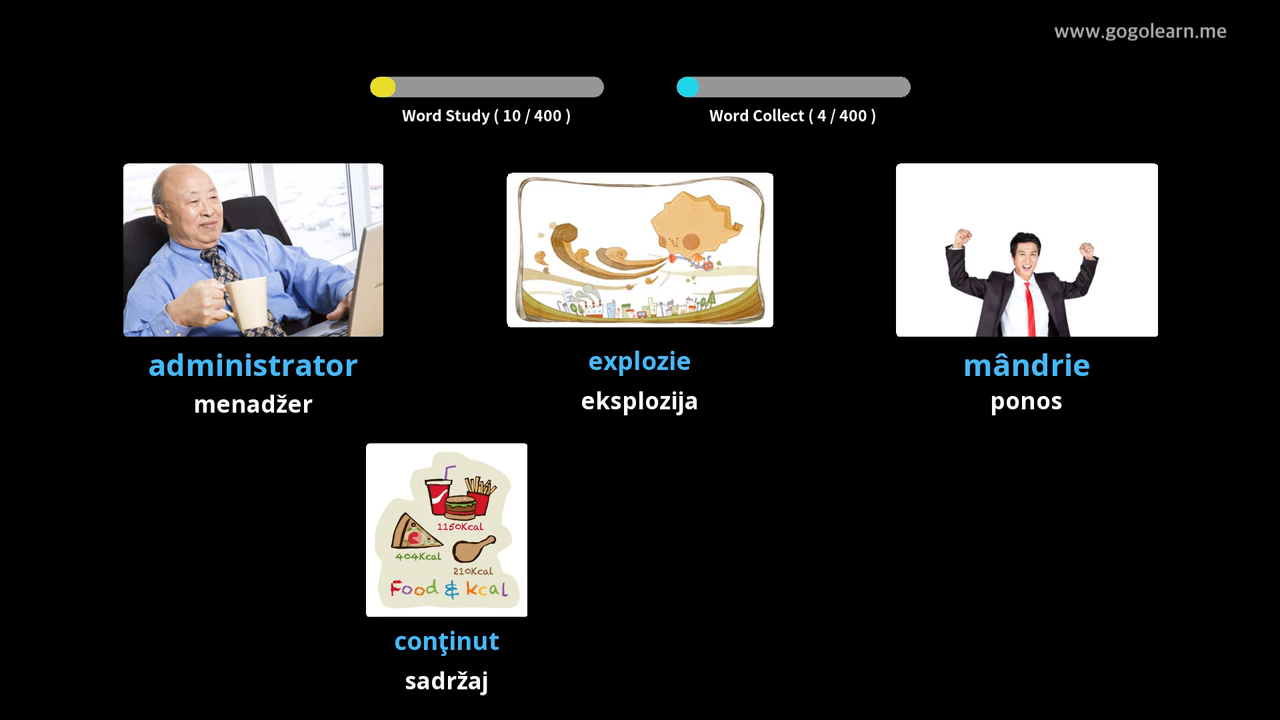 www.gogolearn.me
Word Study ( 10 / 400 )
Word Collect ( 4 / 400 )
administrator
menadžer
explozie
eksplozija
mândrie
ponos
1150Kcal
404Kcal
210Kcal
Food & kcal
conţinut
sadržaj